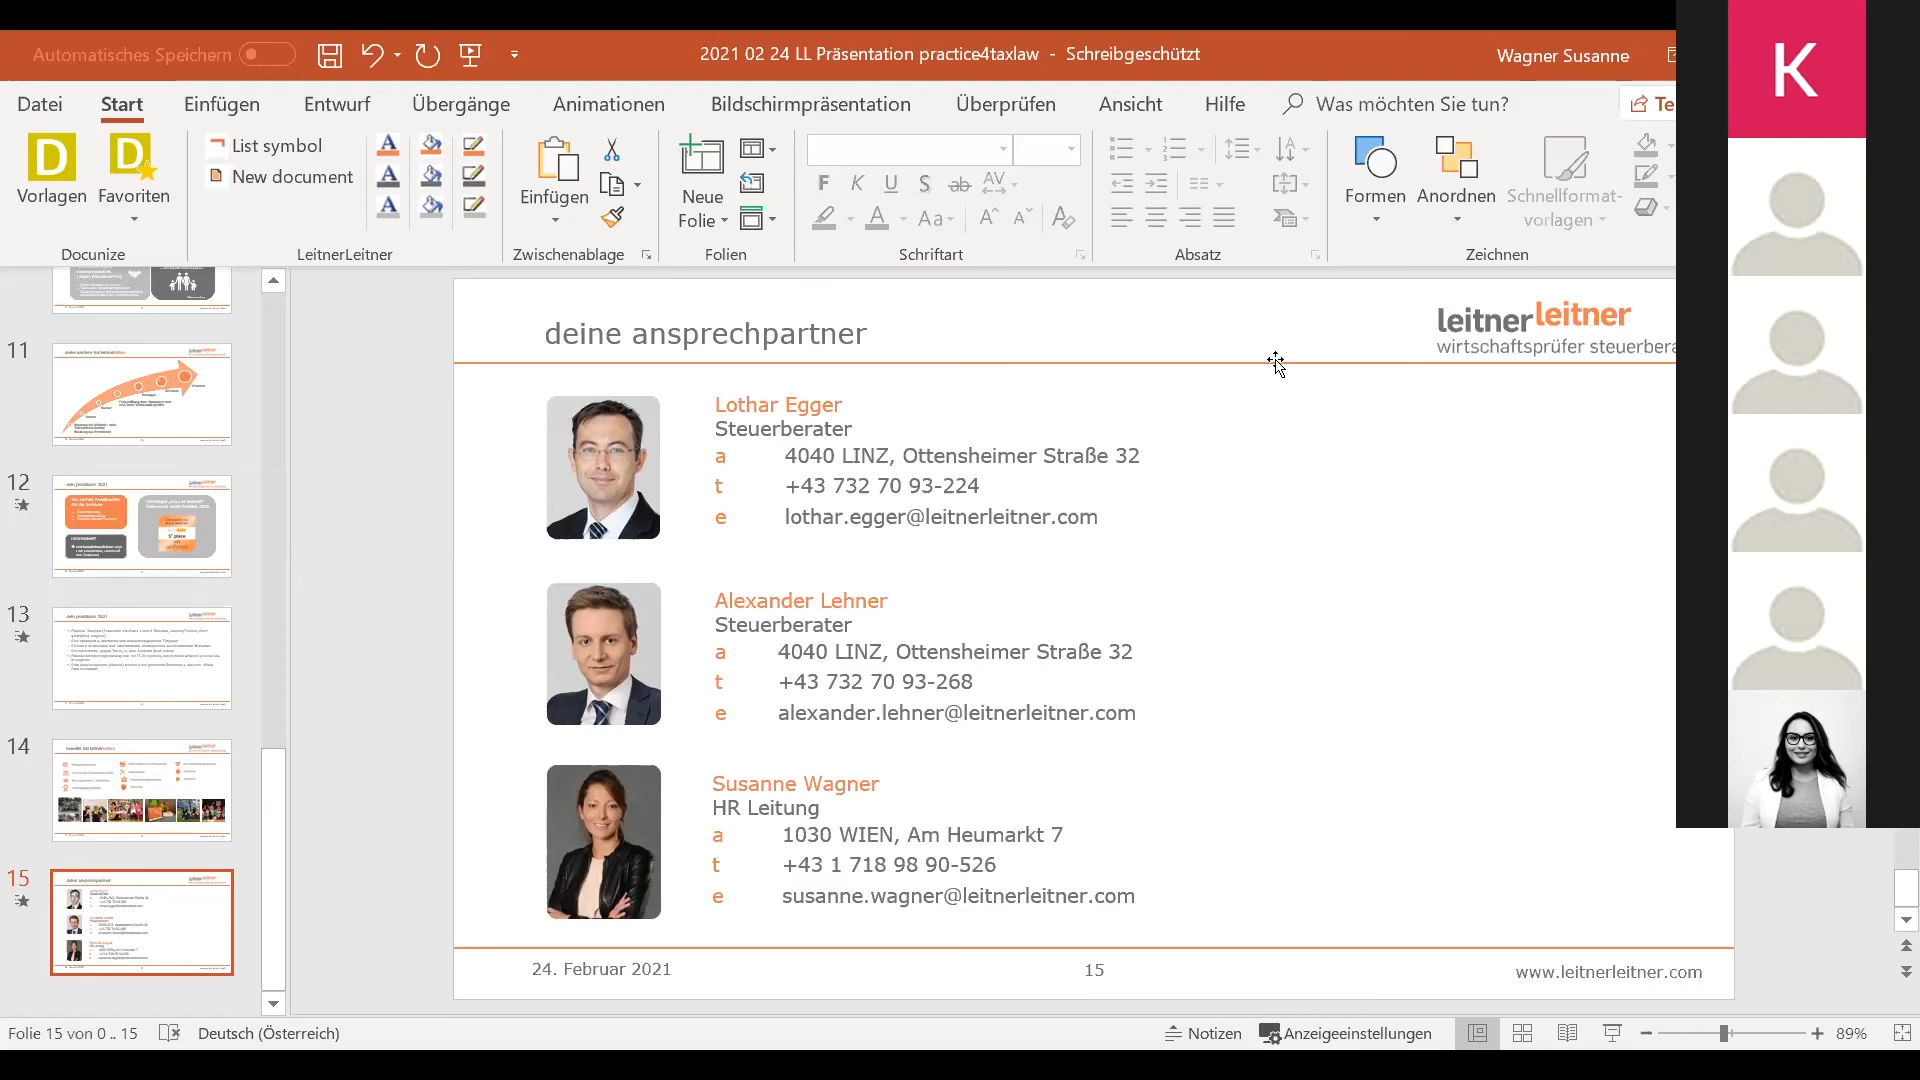 Automatisches Speichern
2021 02 24 LL Präsentation practice4taxlaw - Schreibgeschützt
Wagner Susanne
K
Datei Start Einfügen Entwurf Übergänge Animationen Bildschirmpräsentation Überprüfen Ansicht Hilfe Was möchten Sie tun? Te
D D
Vorlagen Favoriten
Docunize
List symbol
New document
LeitnerLeitner
Einfügen
Zwischenablage
Neue
Folie
Folien
F K U S ab AV
A Aa A A A
Schriftart
Absatz
Formen Anordnen Schnellformat-
vorlagen
Zeichnen
11
12
13
14
15
deine ansprechpartner
leitnerleitner
wirtschaftsprüfer steuerbera
Lothar Egger
Steuerberater
a 4040 LINZ, Ottensheimer Straße 32
t +43 732 70 93-224
e lothar.egger@leitnerleitner.com
Alexander Lehner
Steuerberater
a 4040 LINZ, Ottensheimer Straße 32
t +43 732 70 93-268
e alexander.lehner@leitnerleitner.com
Susanne Wagner
HR Leitung
a 1030 WIEN, Am Heumarkt 7
t +43 1 718 98 90-526
e susanne.wagner@leitnerleitner.com
24. Februar 2021 15 www.leitnerleitner.com
Folie 15 von 0 .. 15 Deutsch (Österreich) Notizen Anzeigeeinstellungen 89%